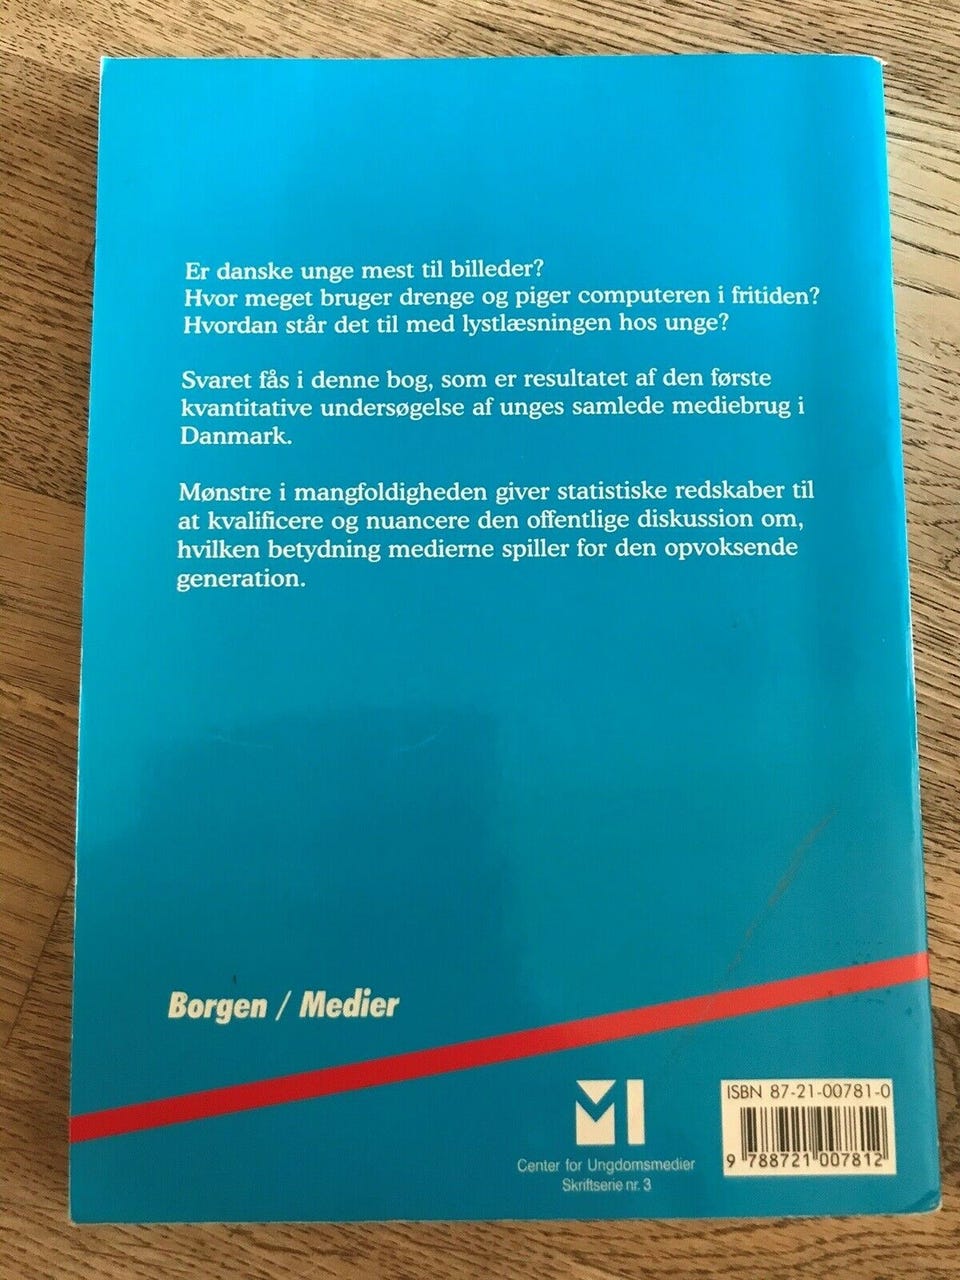 Er danske unge mest til billeder?
Hvor meget bruger drenge og piger computeren i fritiden?
Hvordan står det til med lystlæsningen hos unge?
Svaret fås i denne bog, som er resultatet af den første
kvantitative undersøgelse af unges samlede mediebrug i
Danmark.
Mønstre i mangfoldigheden giver statistiske redskaber til
at kvalificere og nuancere den offentlige diskussion om,
hvilken betydning medierne spiller for den opvoksende
generation.
Borgen / Medier
MI
Center for Ungdomsmedier
Skriftserie nr. 3
ISBN 87-21-00781-0
9 788721 007812